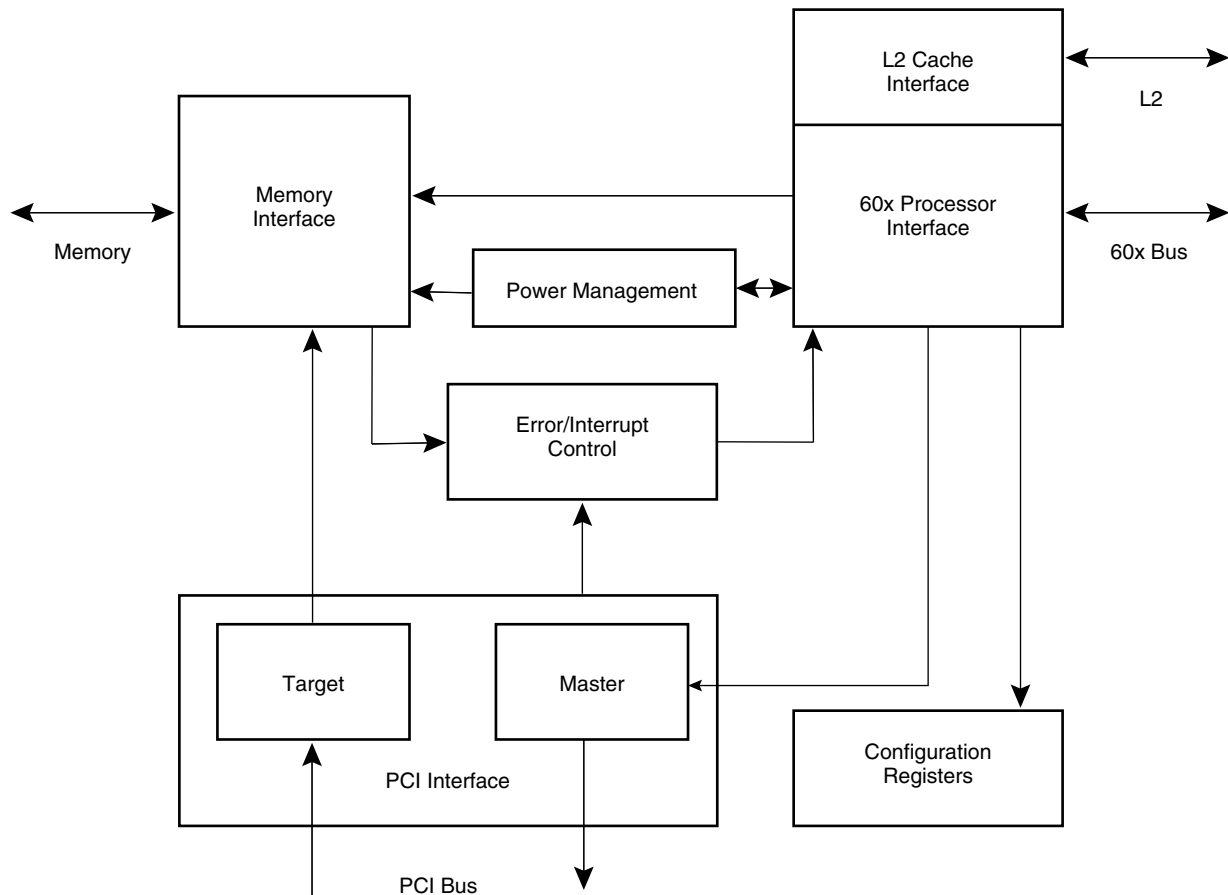 L2 Cache
Interface
L2
Memory
Interface
60x Processor
Interface
Memory
60x Bus
Power Management
Error/Interrupt
Control
Target
Master
Configuration
Registers
PCI Interface
PCI Bus